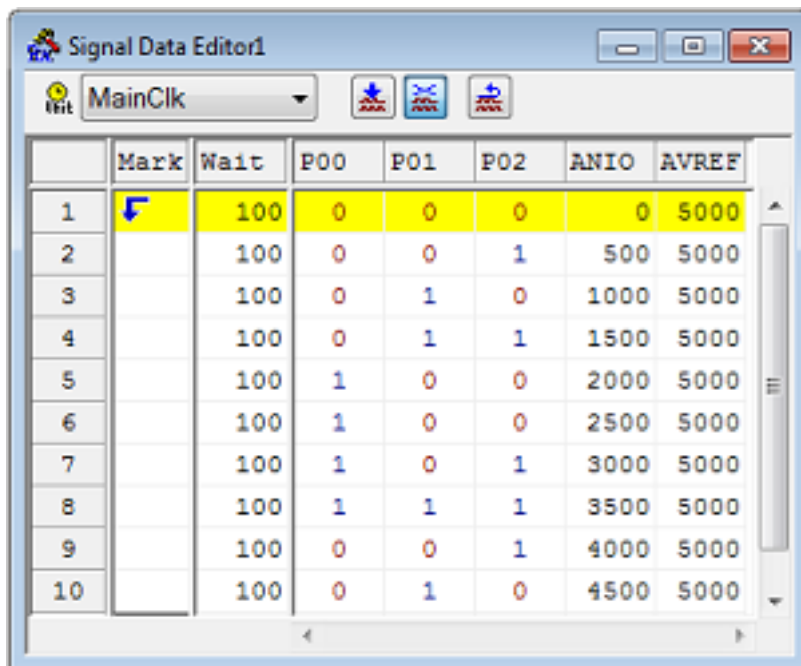 Signal Data Editor1
Unit MainClk
Mark Wait P00 P01 P02 ANI0 AVREF
1 100 0 0 0 0 5000
2 100 0 0 1 500 5000
3 100 0 1 0 1000 5000
4 100 0 1 1 1500 5000
5 100 1 0 0 2000 5000
6 100 1 0 0 2500 5000
7 100 1 0 1 3000 5000
8 100 1 1 1 3500 5000
9 100 0 0 1 4000 5000
10 100 0 1 0 4500 5000